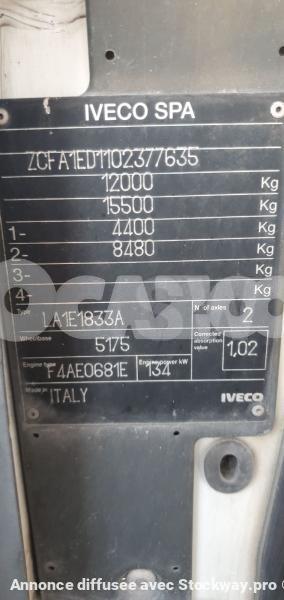 IVECO SPA
ZCFA1ED1102377635
12000 Kg
15500 Kg
1- 4400 Kg
2- 8480 Kg
3- Kg
4- Kg
Type LA1E1833A N. of axles 2
Wheelbase 5175 Corrected absorption value 1,02
Engine type F4AE0681E Engine power kW 134
Made in ITALY IVECO
OCASION
Annonce diffusée avec Stockway.pro ©